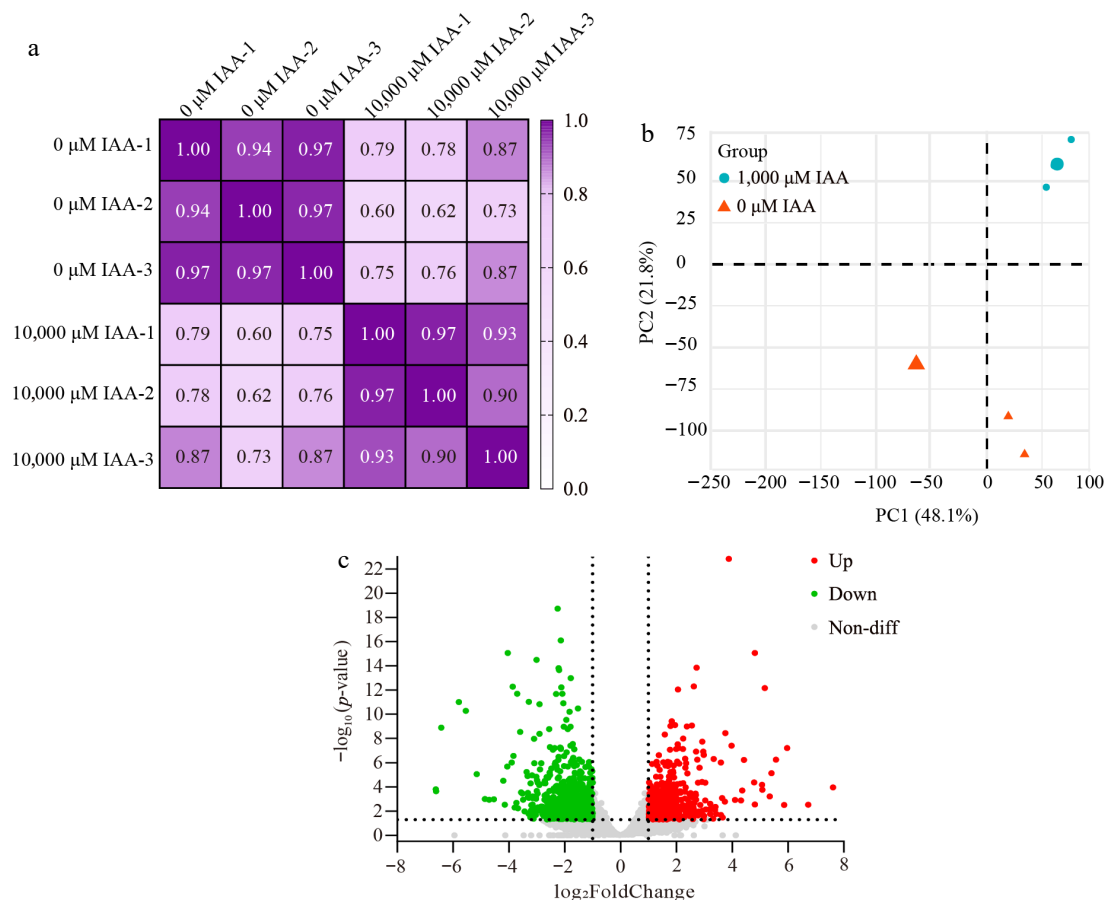 a
0 μM IAA-1
0 μM IAA-2
0 μM IAA-3
10,000 μM IAA-1
10,000 μM IAA-2
10,000 μM IAA-3
0 μM IAA-1 1.00 0.94 0.97 0.79 0.78 0.87
0 μM IAA-2 0.94 1.00 0.97 0.60 0.62 0.73
0 μM IAA-3 0.97 0.97 1.00 0.75 0.76 0.87
10,000 μM IAA-1 0.79 0.60 0.75 1.00 0.97 0.93
10,000 μM IAA-2 0.78 0.62 0.76 0.97 1.00 0.90
10,000 μM IAA-3 0.87 0.73 0.87 0.93 0.90 1.00
1.0
0.8
0.6
0.4
0.2
0.0
b
Group
1,000 μM IAA
0 μM IAA
PC2 (21.8%)
75
50
25
0
−25
−50
−75
−100
−250 −200 −150 −100 −50 0 50 100
PC1 (48.1%)
c
Up
Down
Non-diff
−log₁₀(p-value)
22
20
18
16
14
12
10
8
6
4
2
0
−8 −6 −4 −2 0 2 4 6 8
log₂FoldChange